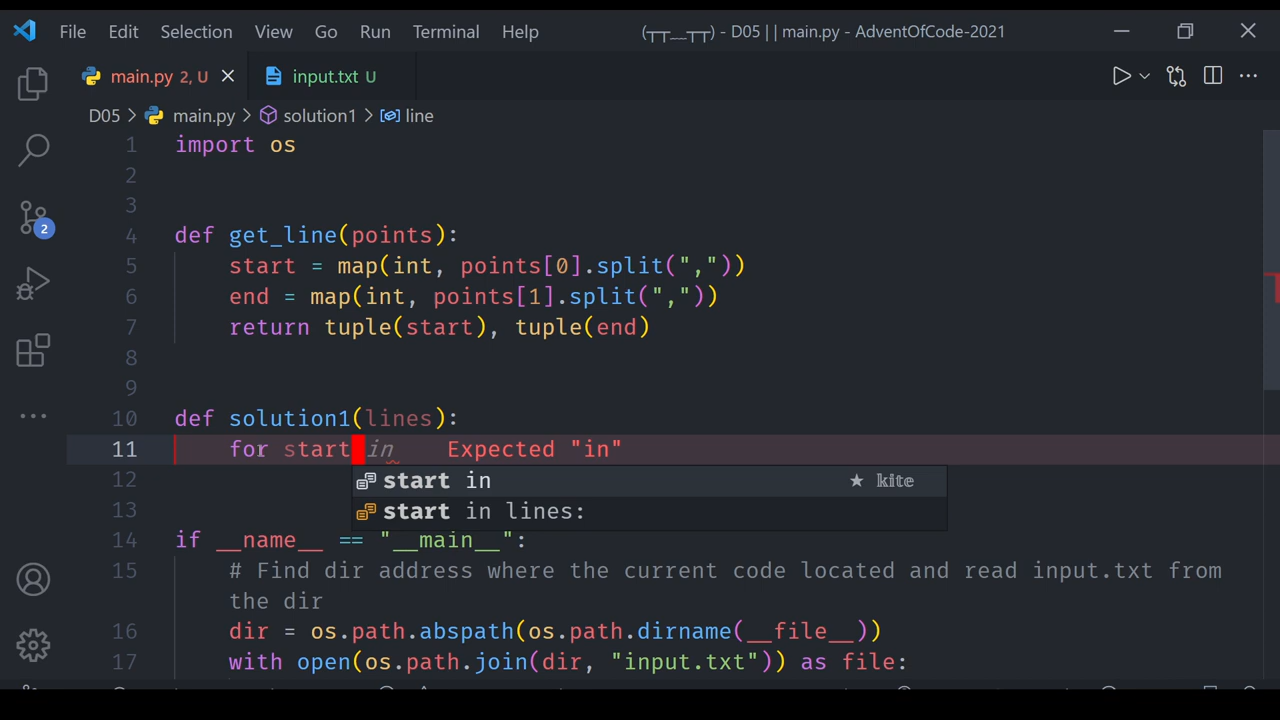 File Edit Selection View Go Run Terminal Help (┬┬﹏┬┬) - D05 | | main.py - AdventOfCode-2021
main.py 2, U input.txt U
D05 > main.py > solution1 > line
1 import os
2
3
4 def get_line(points):
5 start = map(int, points[0].split(","))
6 end = map(int, points[1].split(","))
7 return tuple(start), tuple(end)
8
9
10 def solution1(lines):
11 for start in Expected "in"
start in ★ kite
12
start in lines:
13
14 if __name__ == "__main__":
15 # Find dir address where the current code located and read input.txt from
the dir
16 dir = os.path.abspath(os.path.dirname(__file__))
17 with open(os.path.join(dir, "input.txt")) as file:
2